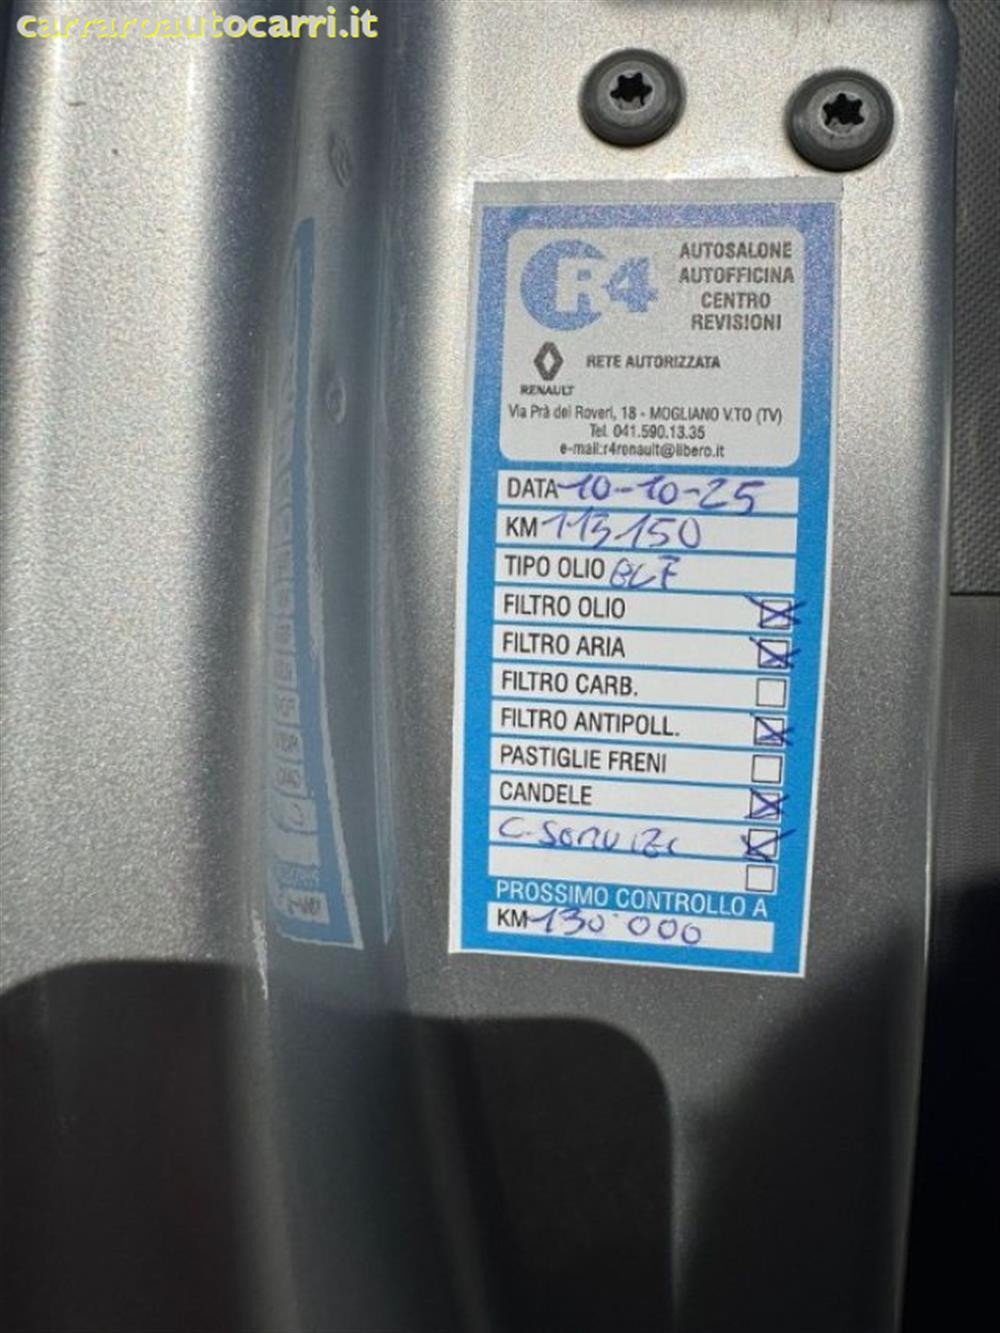 carraroautocarri.it
R4
AUTOSALONE
AUTOFFICINA
CENTRO
REVISIONI
RENAULT
RETE AUTORIZZATA
Via Prà dei Roveri, 18 - MOGLIANO V.TO (TV)
Tel. 041.590.13.35
e-mail:r4renault@libero.it
DATA 10-10-25
KM 113150
TIPO OLIO
FILTRO OLIO
FILTRO ARIA
FILTRO CARB.
FILTRO ANTIPOLL.
PASTIGLIE FRENI
CANDELE
PROSSIMO CONTROLLO A
KM 130.000